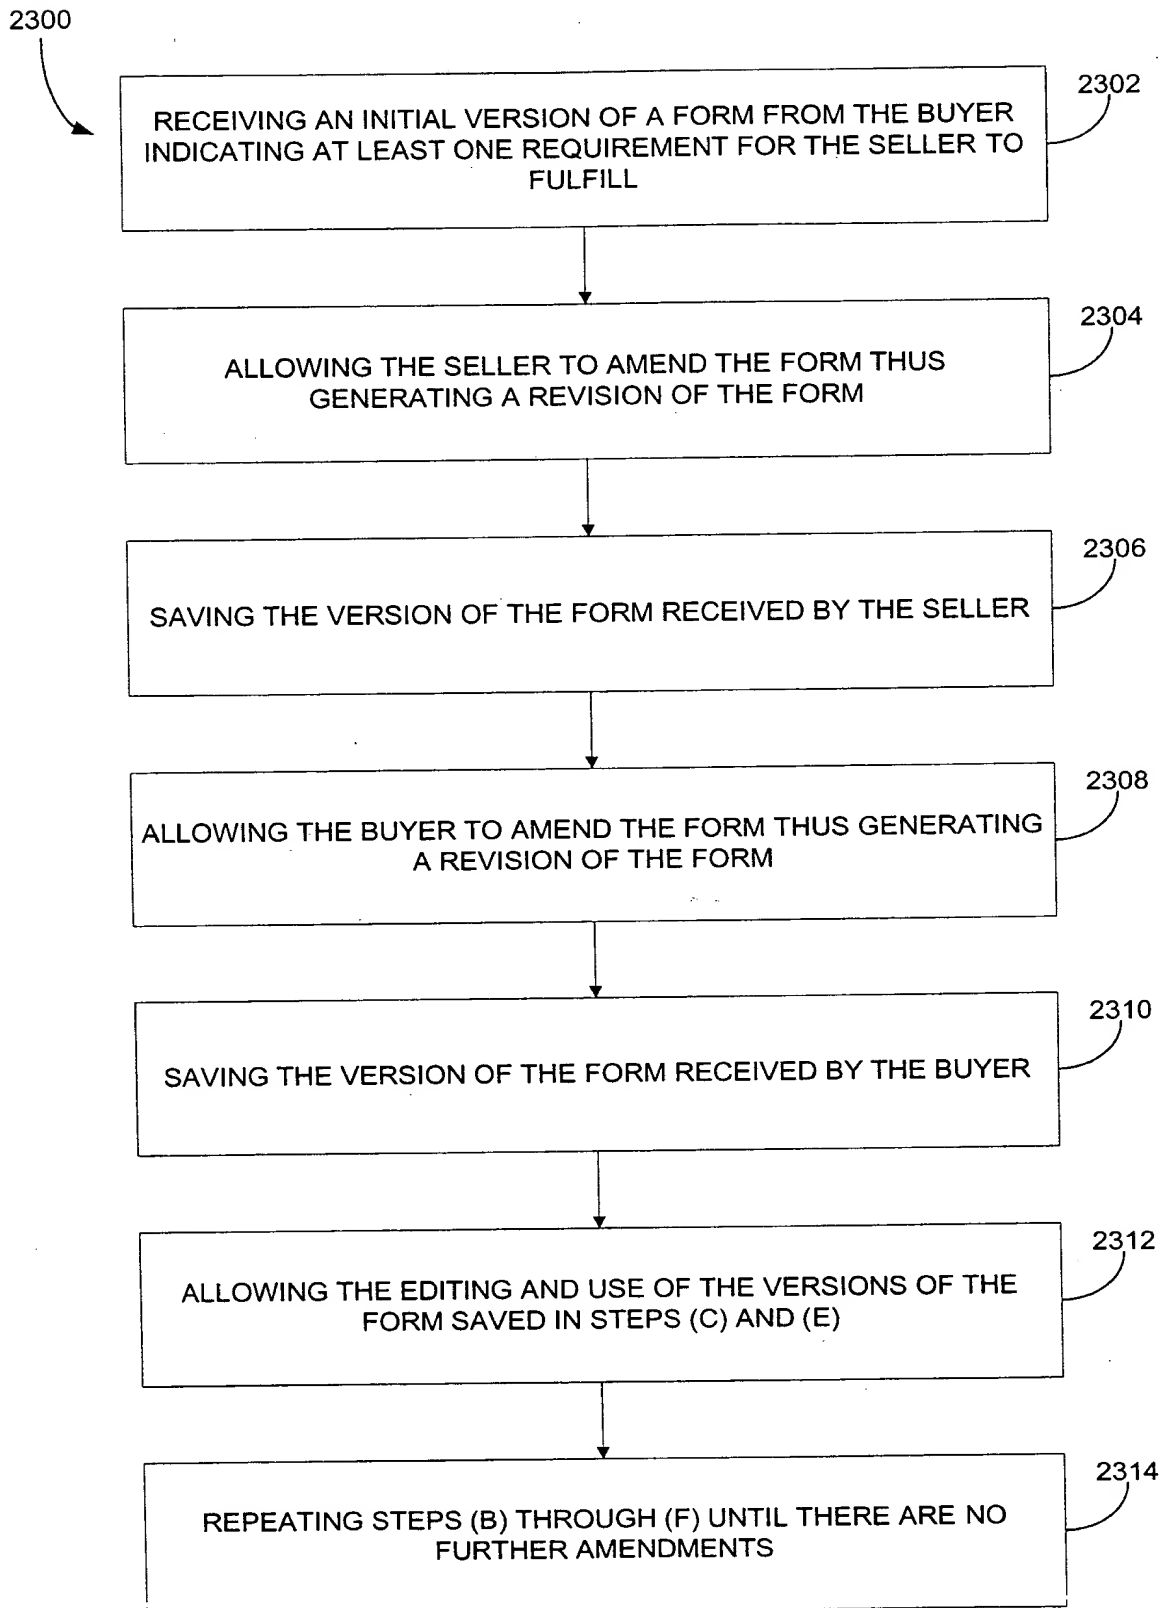 2300
2302
RECEIVING AN INITIAL VERSION OF A FORM FROM THE BUYER
INDICATING AT LEAST ONE REQUIREMENT FOR THE SELLER TO
FULFILL
2304
ALLOWING THE SELLER TO AMEND THE FORM THUS
GENERATING A REVISION OF THE FORM
2306
SAVING THE VERSION OF THE FORM RECEIVED BY THE SELLER
2308
ALLOWING THE BUYER TO AMEND THE FORM THUS GENERATING
A REVISION OF THE FORM
2310
SAVING THE VERSION OF THE FORM RECEIVED BY THE BUYER
2312
ALLOWING THE EDITING AND USE OF THE VERSIONS OF THE
FORM SAVED IN STEPS (C) AND (E)
2314
REPEATING STEPS (B) THROUGH (F) UNTIL THERE ARE NO
FURTHER AMENDMENTS